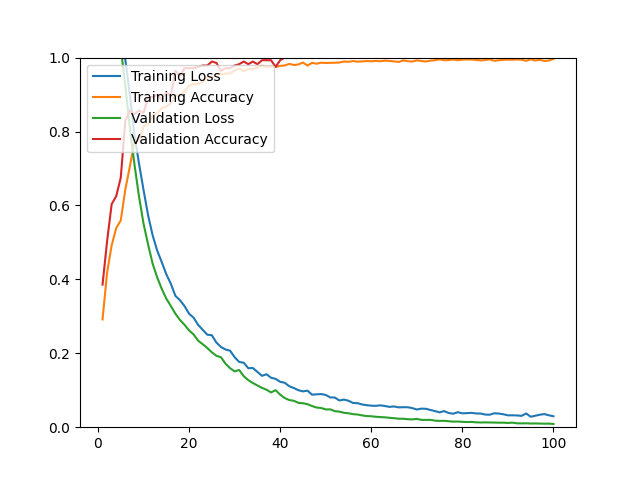 1.0
0.8
0.6
0.4
0.2
0.0
Training Loss
Training Accuracy
Validation Loss
Validation Accuracy
0 20 40 60 80 100